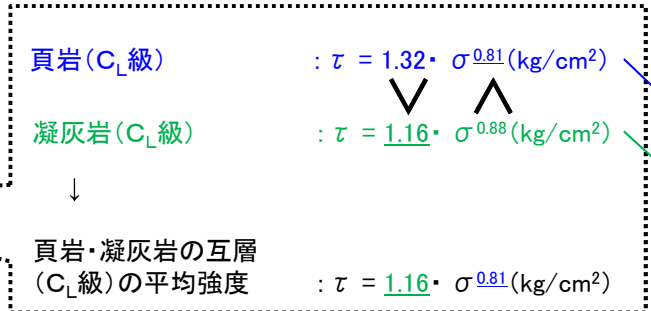 頁岩(CL級) : τ = 1.32・ σ0.81(kg/cm2)
∨ ∧
凝灰岩(CL級) : τ = 1.16・ σ0.88(kg/cm2)
↓
頁岩・凝灰岩の互層
(CL級)の平均強度 : τ = 1.16・ σ0.81(kg/cm2)